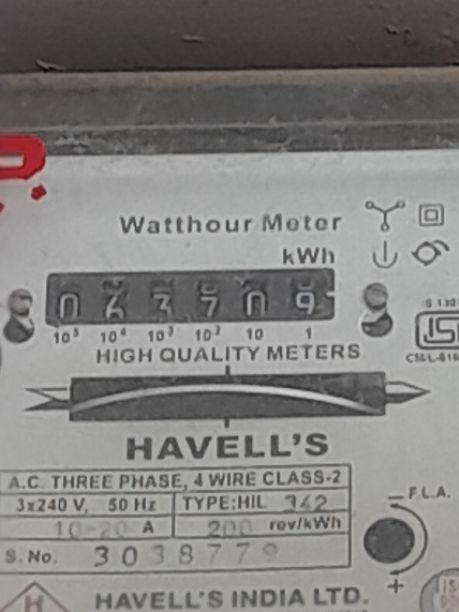 Watthour Meter
kWh
0 6 3 7 0 9
10⁵ 10⁴ 10³ 10² 10 1
HIGH QUALITY METERS
HAVELL'S
A.C. THREE PHASE, 4 WIRE CLASS-2
3x240 V, 50 Hz TYPE:HIL 342
10-20 A 200 rev/kWh
S. No. 3038779
F.L.A.
− +
HAVELL'S INDIA LTD.
H